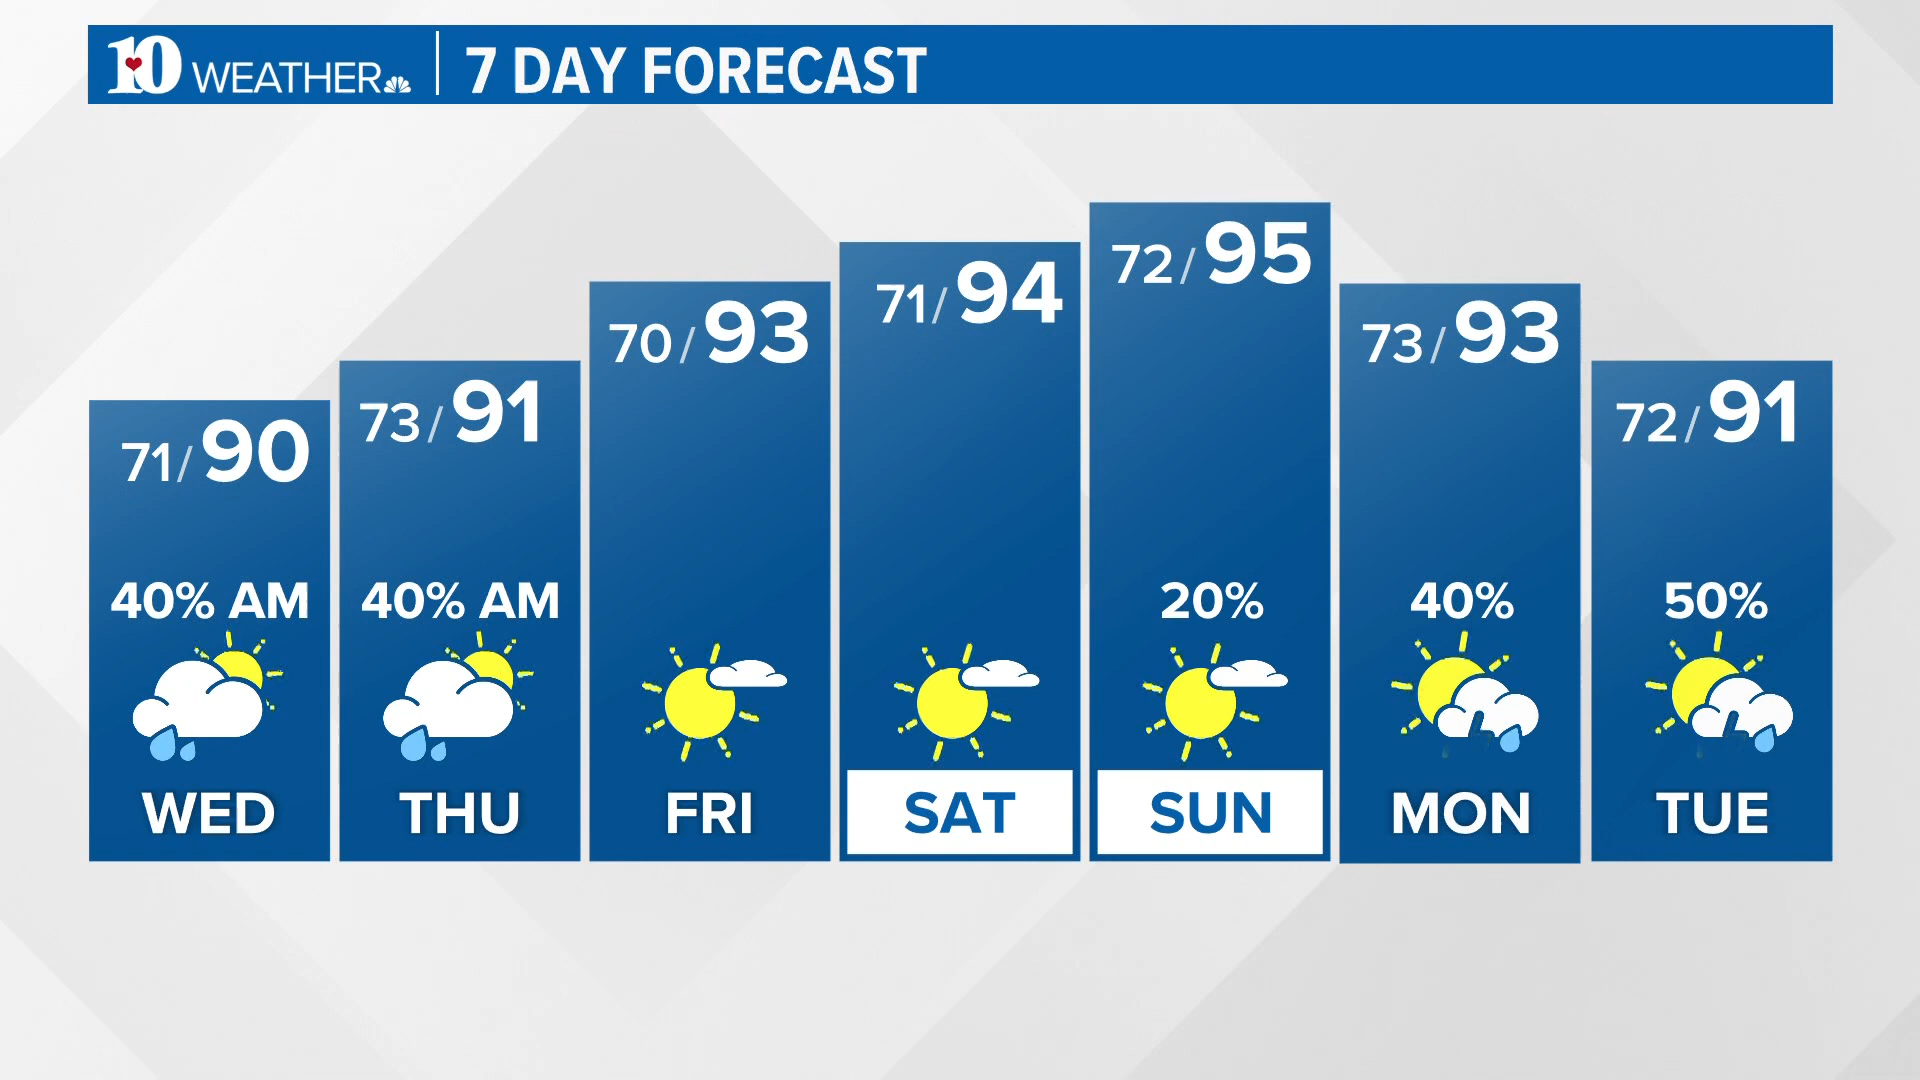 10 WEATHER
7 DAY FORECAST
71/90
73/91
70/93
71/94
72/95
73/93
72/91
40% AM
40% AM
20%
40%
50%
WED
THU
FRI
SAT
SUN
MON
TUE